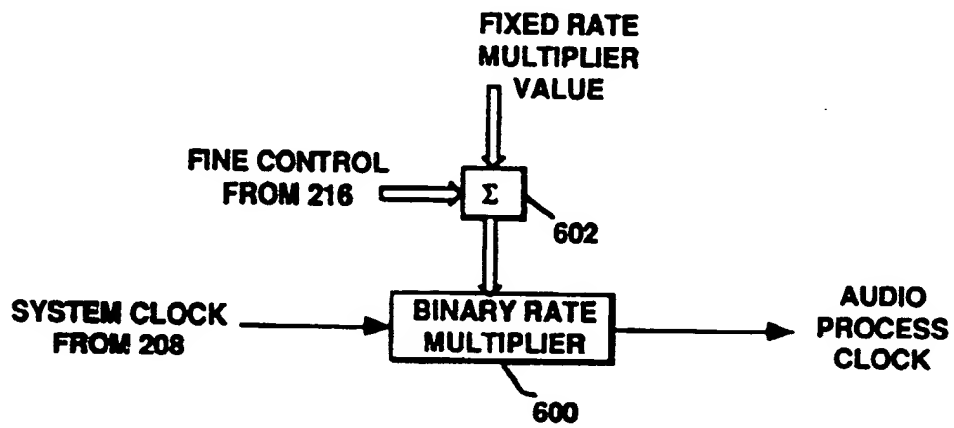 FIXED RATE
MULTIPLIER
VALUE
FINE CONTROL
FROM 216
Σ
602
SYSTEM CLOCK
FROM 208
BINARY RATE
MULTIPLIER
AUDIO
PROCESS
CLOCK
600